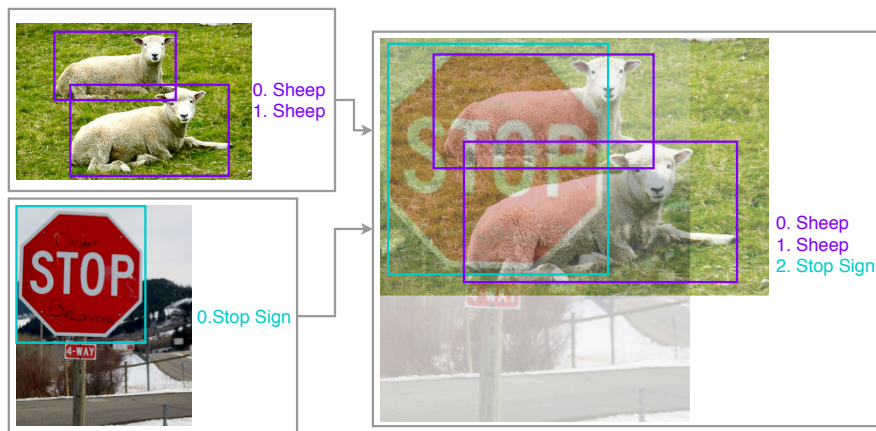 0. Sheep
1. Sheep
STOP
4-WAY
0.Stop Sign
STOP
0. Sheep
1. Sheep
2. Stop Sign
WAY